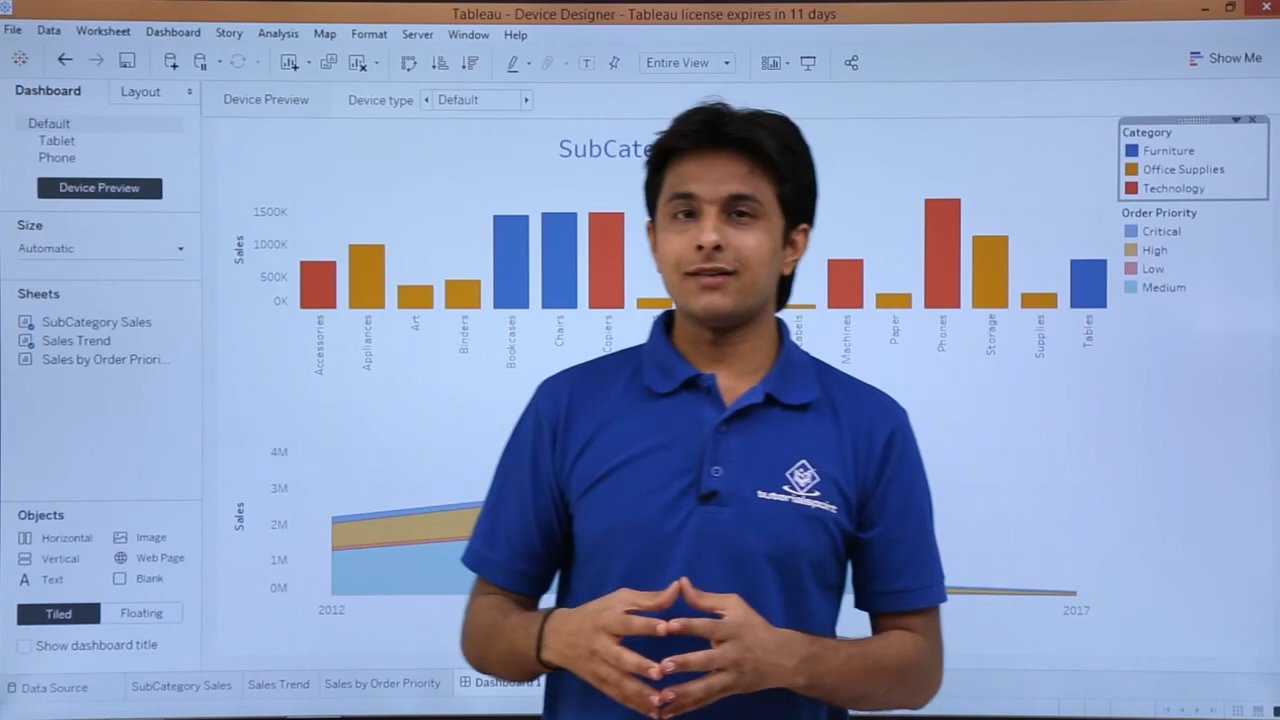 Tableau - Device Designer - Tableau license expires in 11 days
File Data Worksheet Dashboard Story Analysis Map Format Server Window Help
Entire View
Show Me
Dashboard Layout
Device Preview Device type Default
Default
Tablet
Phone
Device Preview
Size
Automatic
Sheets
SubCategory Sales
Sales Trend
Sales by Order Priori...
Objects
Horizontal Image
Vertical Web Page
A Text Blank
Tiled Floating
Show dashboard title
Sales
1500K
1000K
500K
0K
Accessories
Appliances
Art
Binders
Bookcases
Chairs
Copiers
Machines
Paper
Phones
Storage
Supplies
Tables
Sales
4M
3M
2M
1M
0M
2012 2017
Category
Furniture
Office Supplies
Technology
Order Priority
Critical
High
Low
Medium
tutorialspoint
Data Source SubCategory Sales Sales Trend Sales by Order Priority Dashboard 1